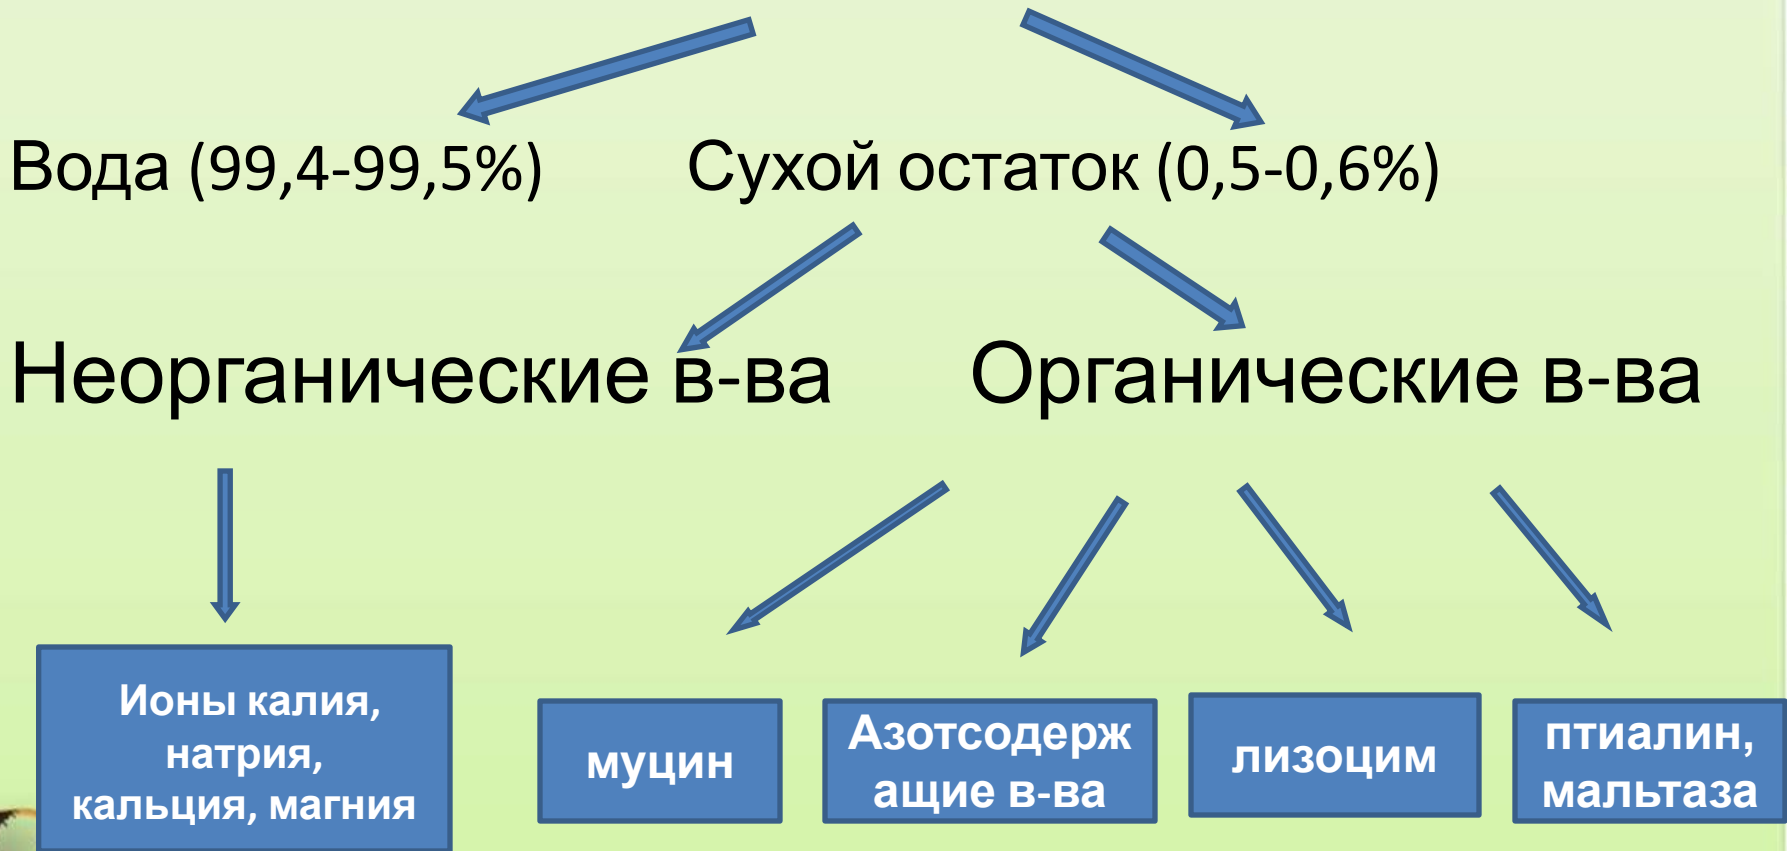 Вода (99,4-99,5%) Сухой остаток (0,5-0,6%)
Неорганические в-ва Органические в-ва
Ионы калия,
натрия,
кальция, магния
муцин
Азотсодерж
ащие в-ва
лизоцим
птиалин,
мальтаза